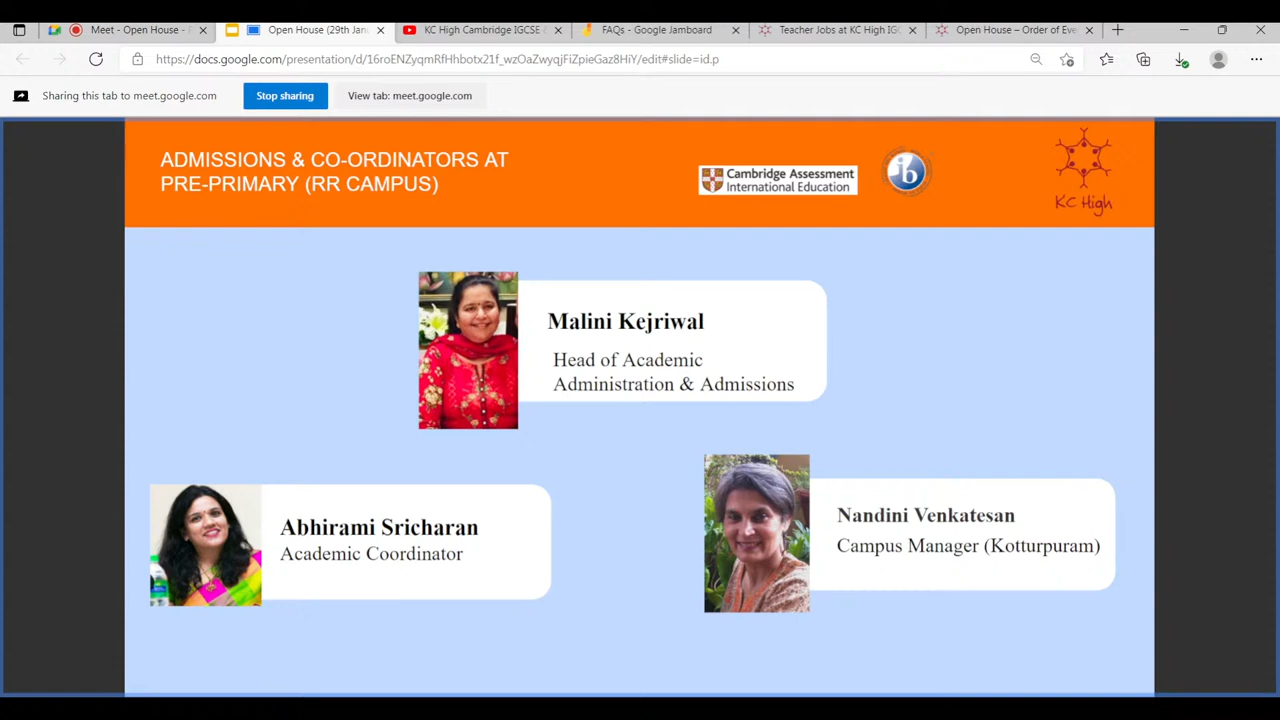 Meet - Open House - F
Open House (29th Janu
KC High Cambridge IGCSE &
FAQs - Google Jamboard
Teacher Jobs at KC High IGC
Open House – Order of Eve
https://docs.google.com/presentation/d/16roENZyqmRfHhbotx21f_wzOaZwyqjFiZpieGaz8HiY/edit#slide=id.p
Sharing this tab to meet.google.com
Stop sharing
View tab: meet.google.com
ADMISSIONS & CO-ORDINATORS AT
PRE-PRIMARY (RR CAMPUS)
Cambridge Assessment
International Education
ib
KC High
Malini Kejriwal
Head of Academic
Administration & Admissions
Abhirami Sricharan
Academic Coordinator
Nandini Venkatesan
Campus Manager (Kotturpuram)